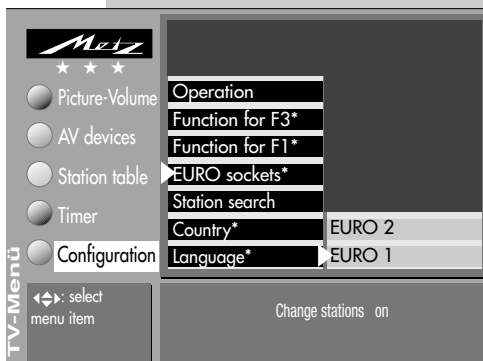 Metz
Picture-Volume
AV devices
Station table
Timer
Configuration
Operation
Function for F3*
Function for F1*
EURO sockets*
Station search
Country*
Language*
EURO 2
EURO 1
TV-Menü
: select
menu item
Change stations on